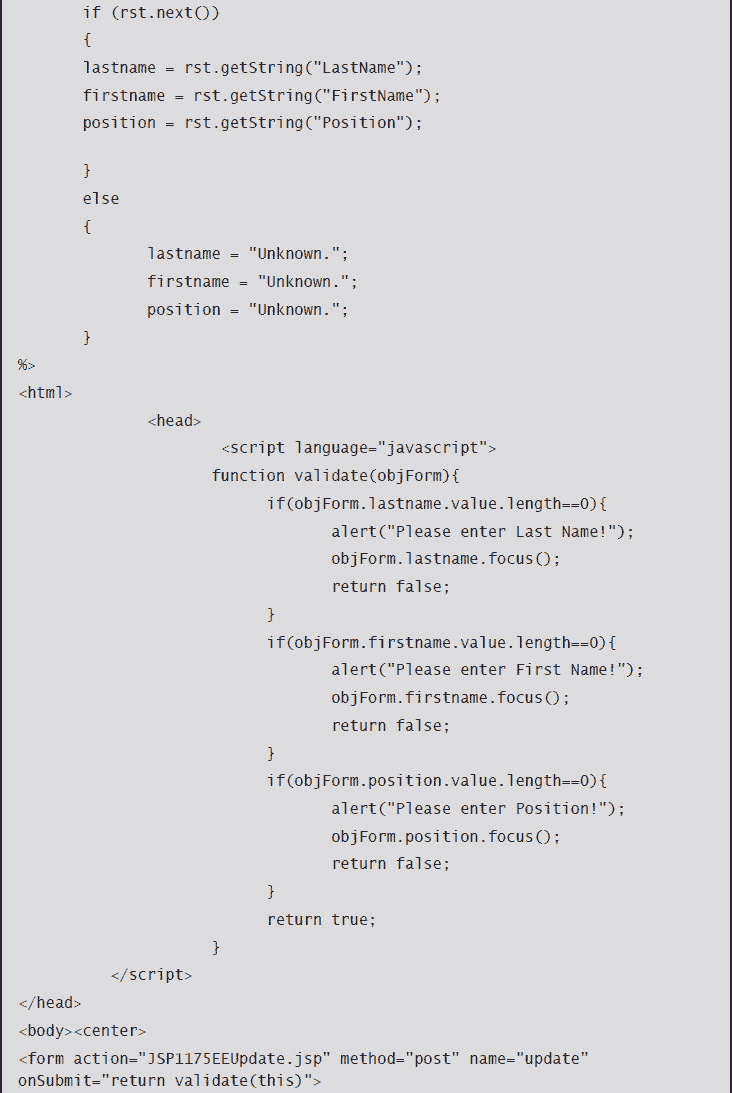 if (rst.next())
{
lastname = rst.getString("LastName");
firstname = rst.getString("FirstName");
position = rst.getString("Position");
}
else
{
lastname = "Unknown.";
firstname = "Unknown.";
position = "Unknown.";
}
%>
<html>
<head>
<script language="javascript">
function validate(objForm){
if(objForm.lastname.value.length==0){
alert("Please enter Last Name!");
objForm.lastname.focus();
return false;
}
if(objForm.firstname.value.length==0){
alert("Please enter First Name!");
objForm.firstname.focus();
return false;
}
if(objForm.position.value.length==0){
alert("Please enter Position!");
objForm.position.focus();
return false;
}
return true;
}
</script>
</head>
<body><center>
<form action="JSP1175EEUpdate.jsp" method="post" name="update"
onSubmit="return validate(this)">